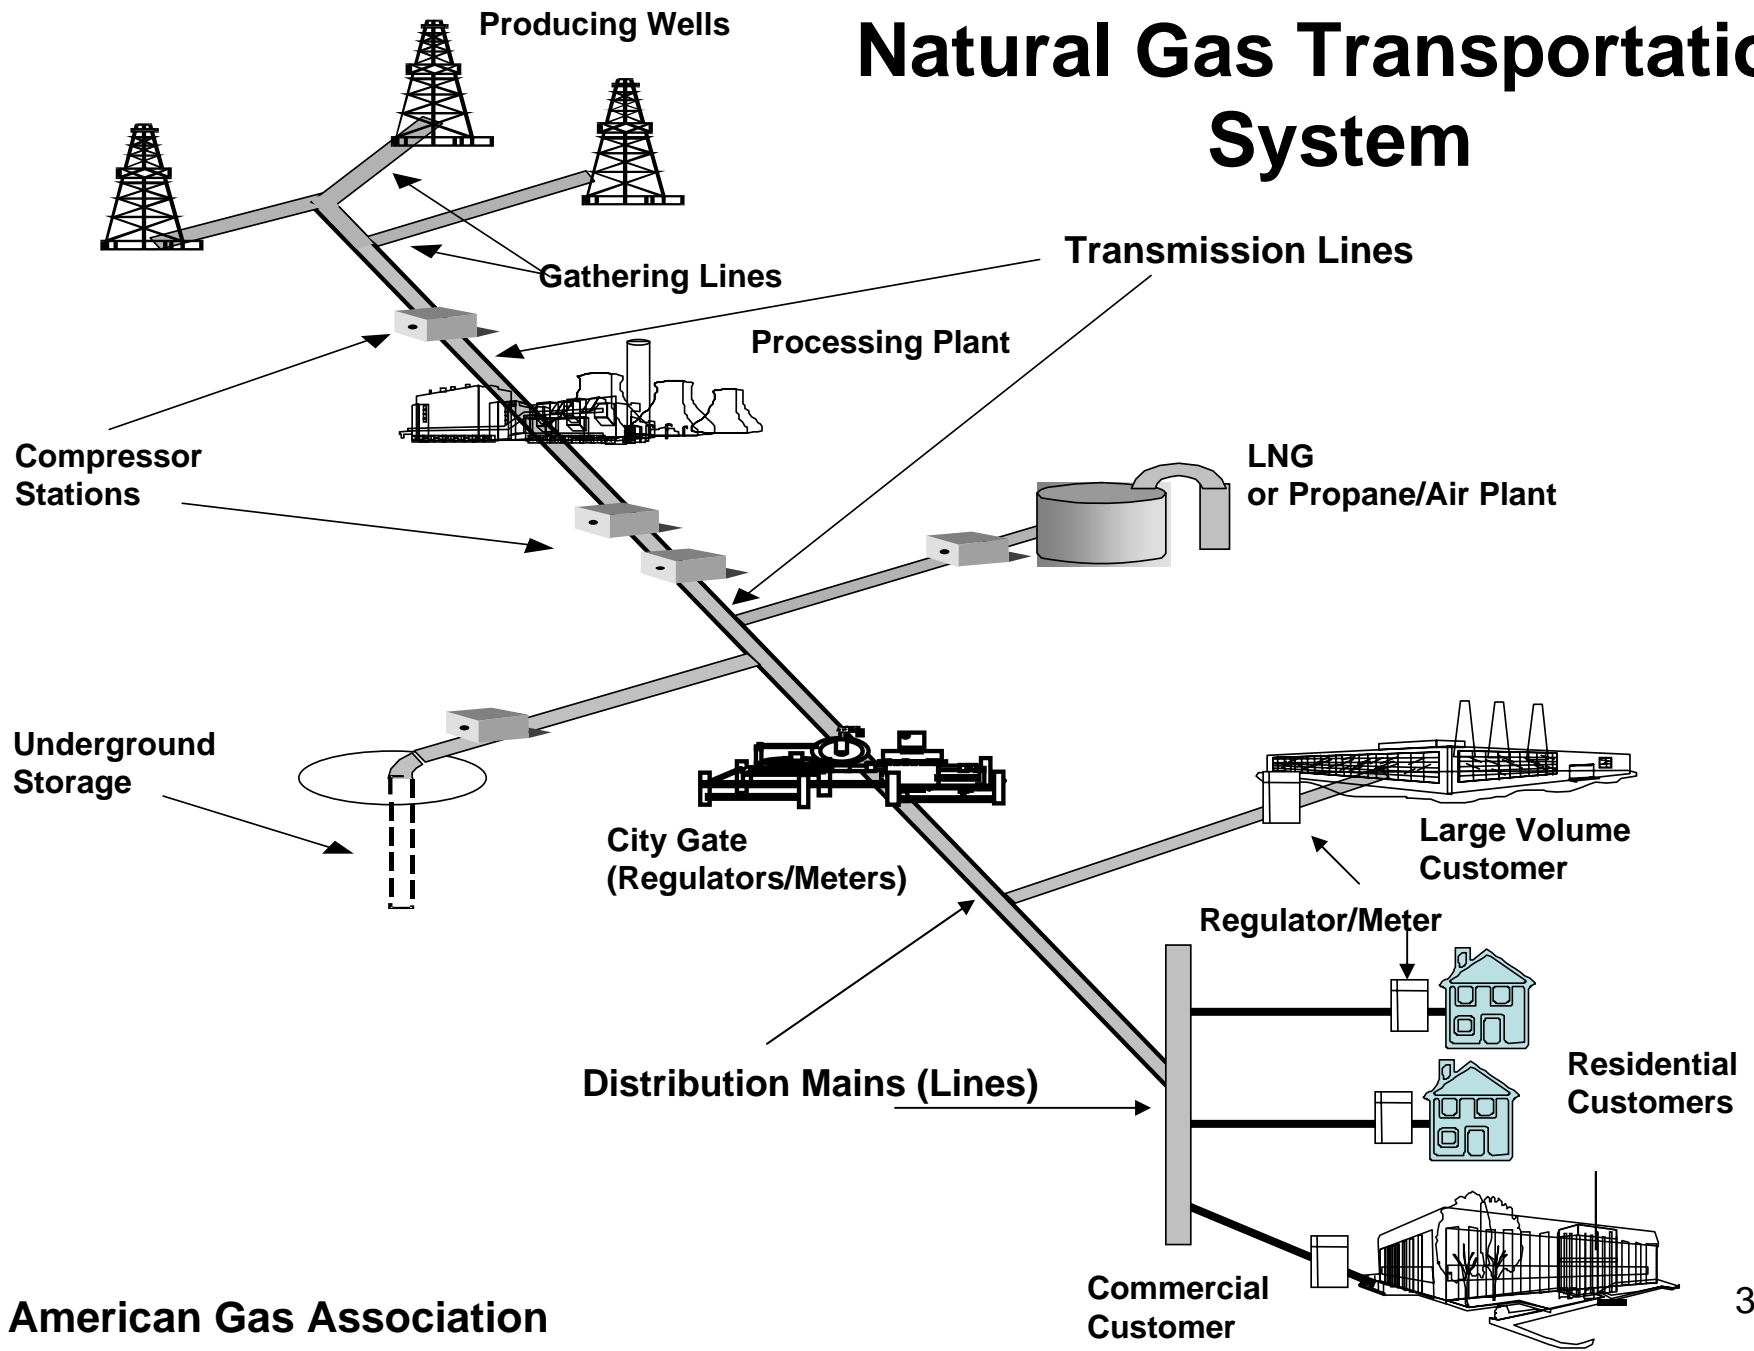 Producing Wells
Natural Gas Transportatio
System
Transmission Lines
Gathering Lines
Processing Plant
Compressor
Stations
LNG
or Propane/Air Plant
Underground
Storage
City Gate
(Regulators/Meters)
Large Volume
Customer
Regulator/Meter
Distribution Mains (Lines)
Residential
Customers
Commercial
Customer
American Gas Association
3